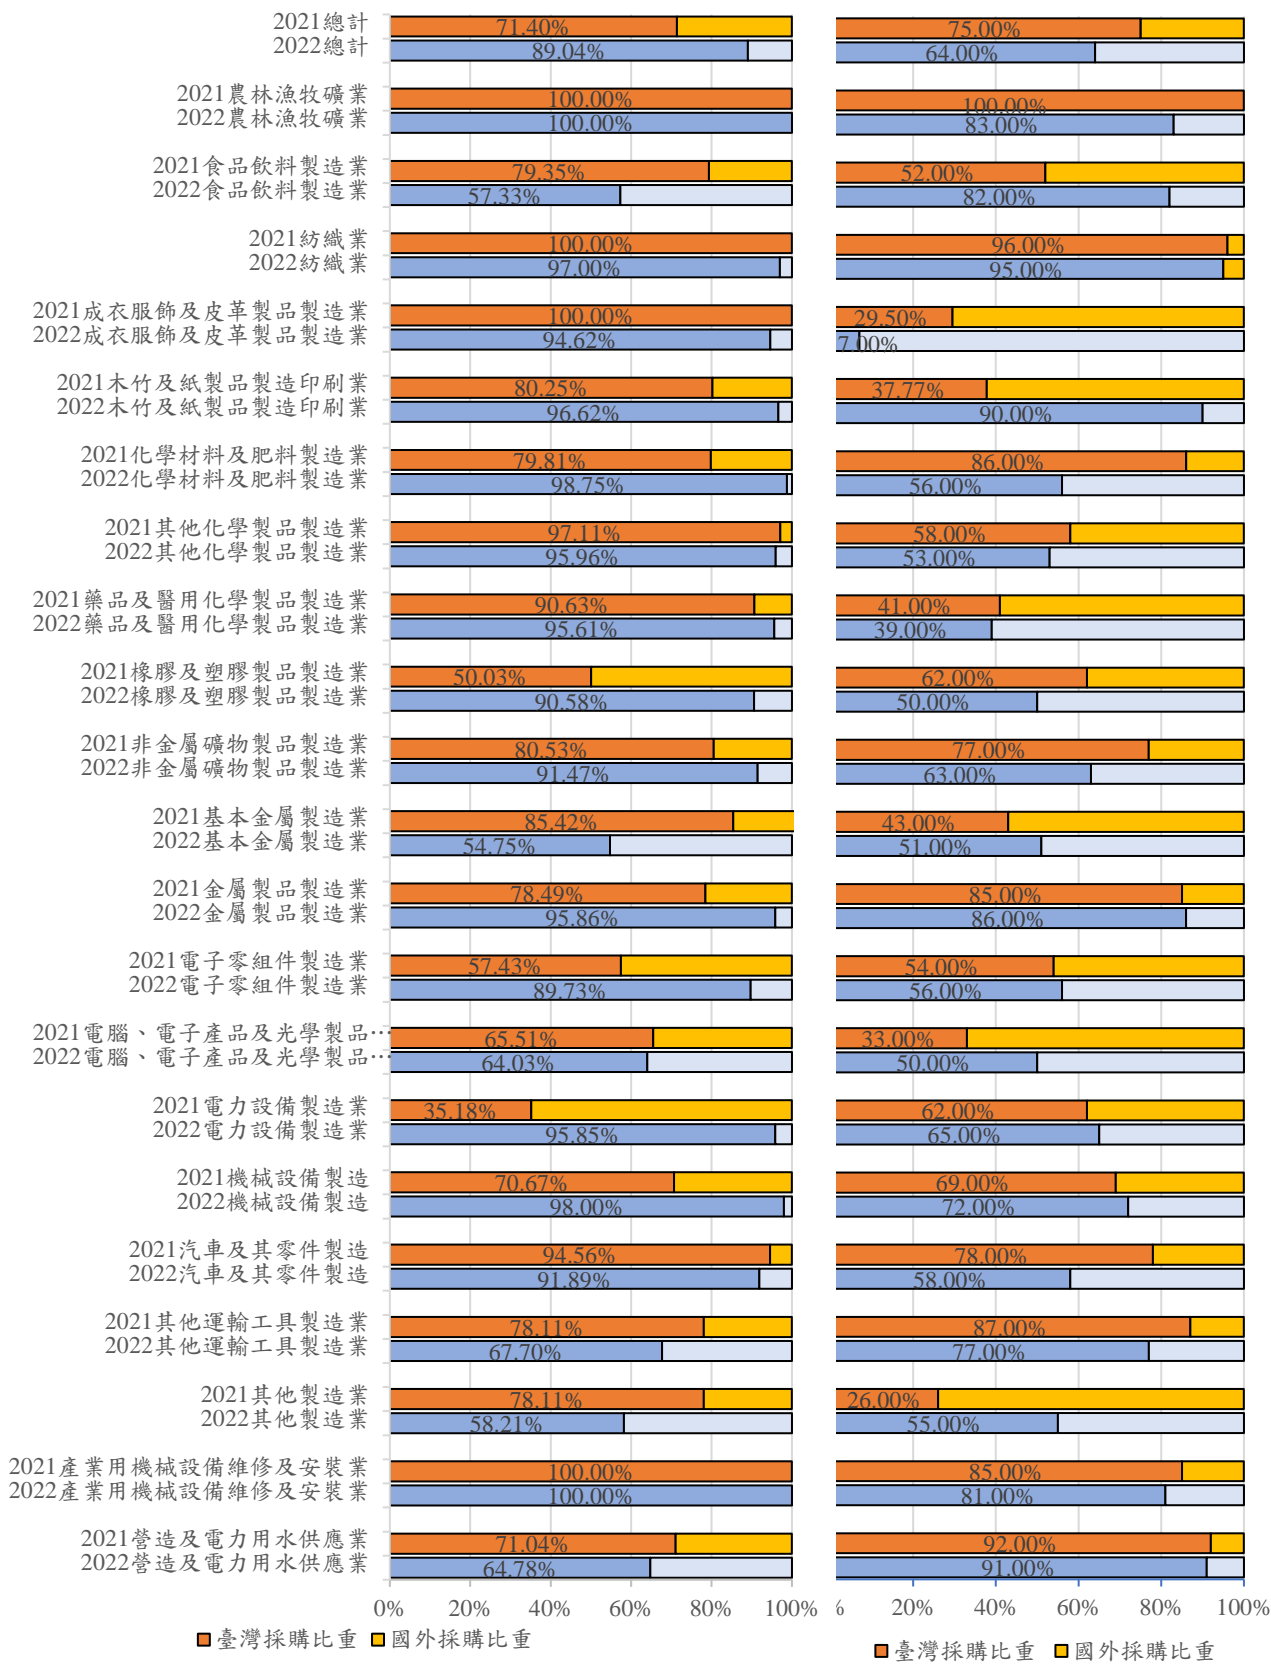 2021總計 71.40% 75.00%
2022總計 89.04% 64.00%
2021農林漁牧礦業 100.00% 100.00%
2022農林漁牧礦業 100.00% 83.00%
2021食品飲料製造業 79.35% 52.00%
2022食品飲料製造業 57.33% 82.00%
2021紡織業 100.00% 96.00%
2022紡織業 97.00% 95.00%
2021成衣服飾及皮革製品製造業 100.00% 29.50%
2022成衣服飾及皮革製品製造業 94.62% 7.00%
2021木竹及紙製品製造印刷業 80.25% 37.77%
2022木竹及紙製品製造印刷業 96.62% 90.00%
2021化學材料及肥料製造業 79.81% 86.00%
2022化學材料及肥料製造業 98.75% 56.00%
2021其他化學製品製造業 97.11% 58.00%
2022其他化學製品製造業 95.96% 53.00%
2021藥品及醫用化學製品製造業 90.63% 41.00%
2022藥品及醫用化學製品製造業 95.61% 39.00%
2021橡膠及塑膠製品製造業 50.03% 62.00%
2022橡膠及塑膠製品製造業 90.58% 50.00%
2021非金屬礦物製品製造業 80.53% 77.00%
2022非金屬礦物製品製造業 91.47% 63.00%
2021基本金屬製造業 85.42% 43.00%
2022基本金屬製造業 54.75% 51.00%
2021金屬製品製造業 78.49% 85.00%
2022金屬製品製造業 95.86% 86.00%
2021電子零組件製造業 57.43% 54.00%
2022電子零組件製造業 89.73% 56.00%
2021電腦、電子產品及光學製品… 65.51% 33.00%
2022電腦、電子產品及光學製品… 64.03% 50.00%
2021電力設備製造業 35.18% 62.00%
2022電力設備製造業 95.85% 65.00%
2021機械設備製造 70.67% 69.00%
2022機械設備製造 98.00% 72.00%
2021汽車及其零件製造 94.56% 78.00%
2022汽車及其零件製造 91.89% 58.00%
2021其他運輸工具製造業 78.11% 87.00%
2022其他運輸工具製造業 67.70% 77.00%
2021其他製造業 78.11% 26.00%
2022其他製造業 58.21% 55.00%
2021產業用機械設備維修及安裝業 100.00% 85.00%
2022產業用機械設備維修及安裝業 100.00% 81.00%
2021營造及電力用水供應業 71.04% 92.00%
2022營造及電力用水供應業 64.78% 91.00%
0% 20% 40% 60% 80% 100% % 20% 40% 60% 80% 100%
臺灣採購比重 國外採購比重
臺灣採購比重 國外採購比重